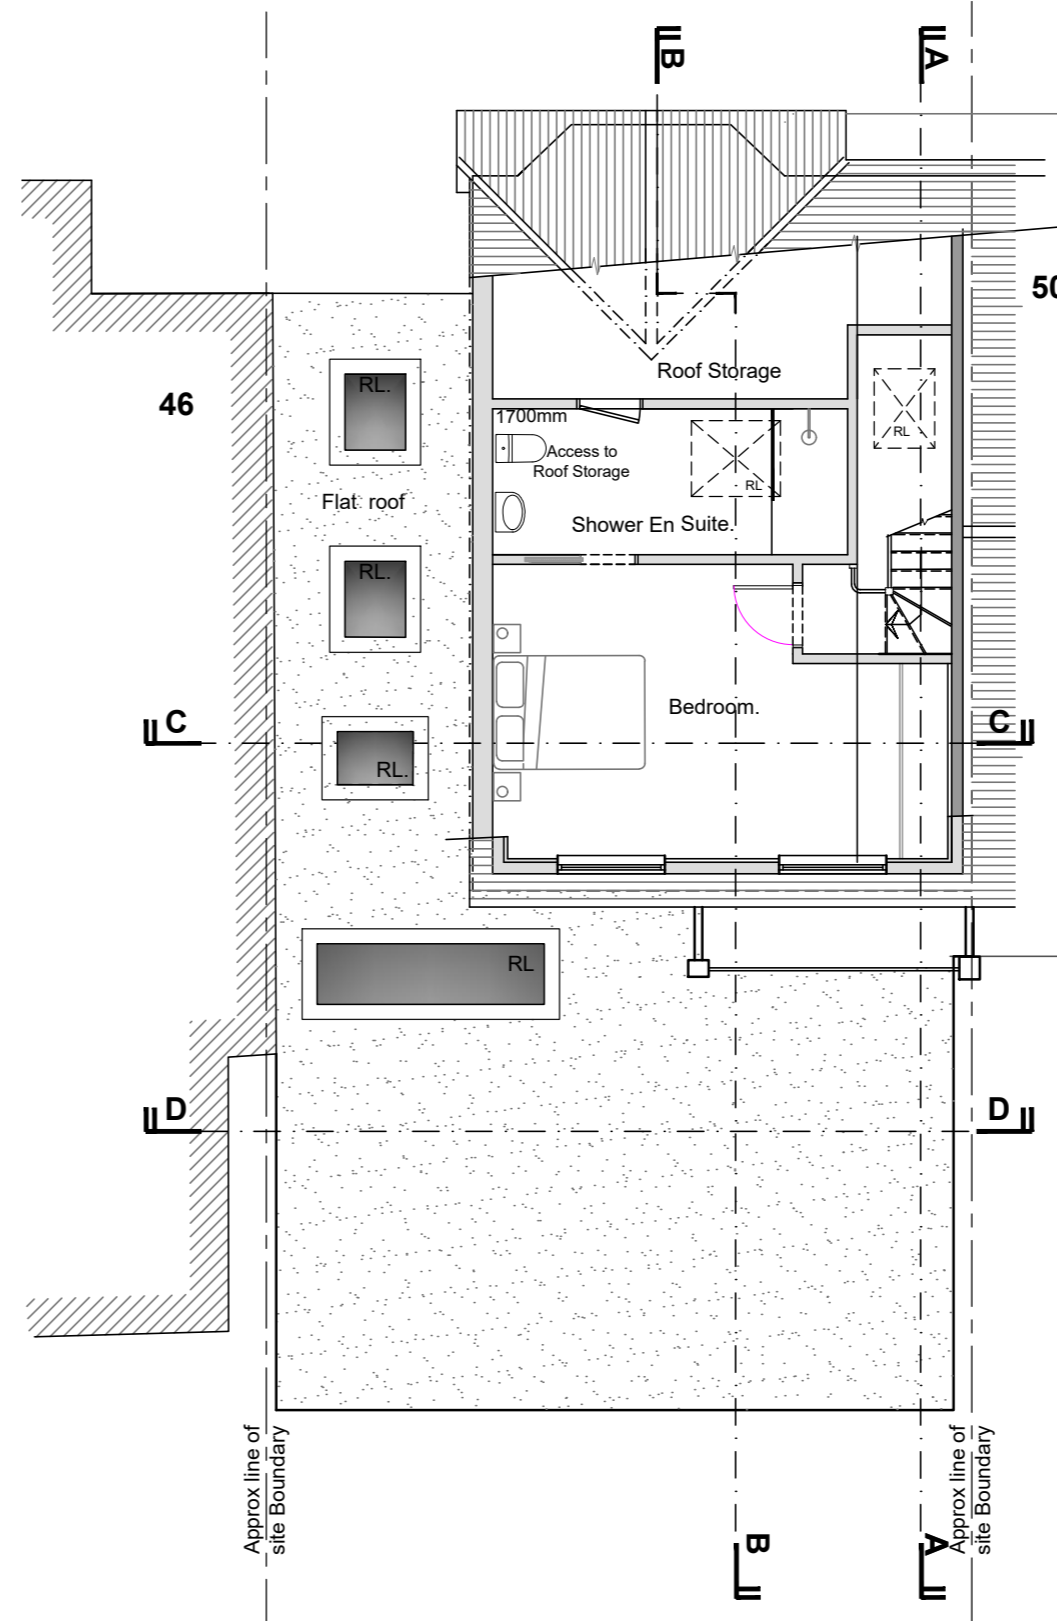 B
A
50
Roof Storage
RL.
46
1700mm
RL
Access to
Roof Storage
RL
Flat roof
Shower En Suite.
RL.
Bedroom.
C
C
RL.
RL
D
D
Approx line of
site Boundary
Approx line of
site Boundary
B
A